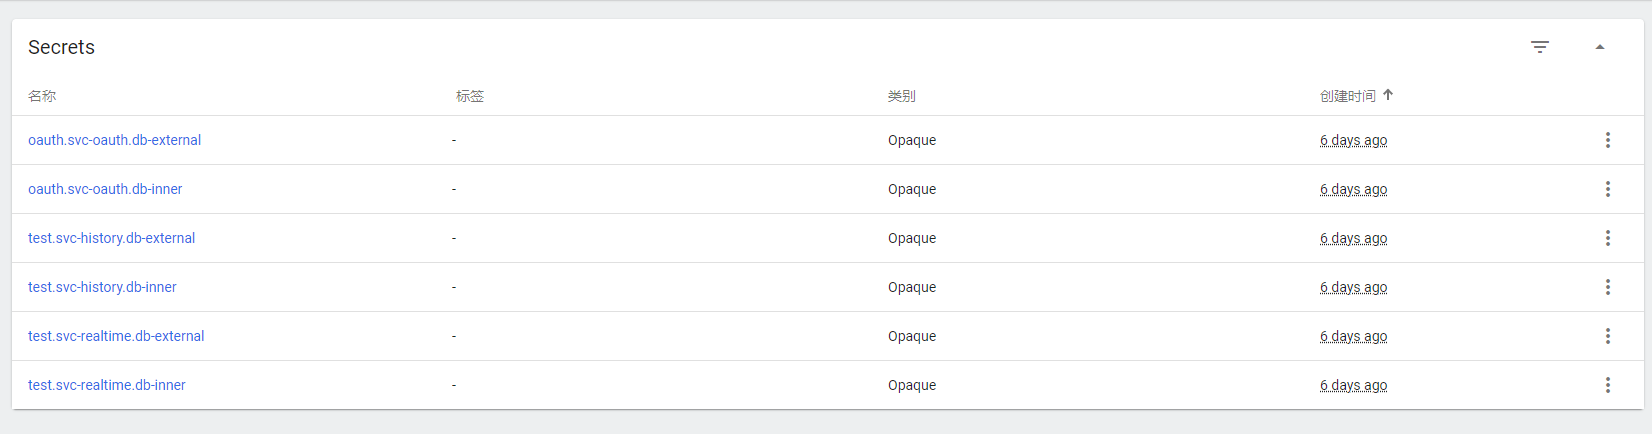 Secrets
名称 标签 类别 创建时间
oauth.svc-oauth.db-external - Opaque 6 days ago
oauth.svc-oauth.db-inner - Opaque 6 days ago
test.svc-history.db-external - Opaque 6 days ago
test.svc-history.db-inner - Opaque 6 days ago
test.svc-realtime.db-external - Opaque 6 days ago
test.svc-realtime.db-inner - Opaque 6 days ago